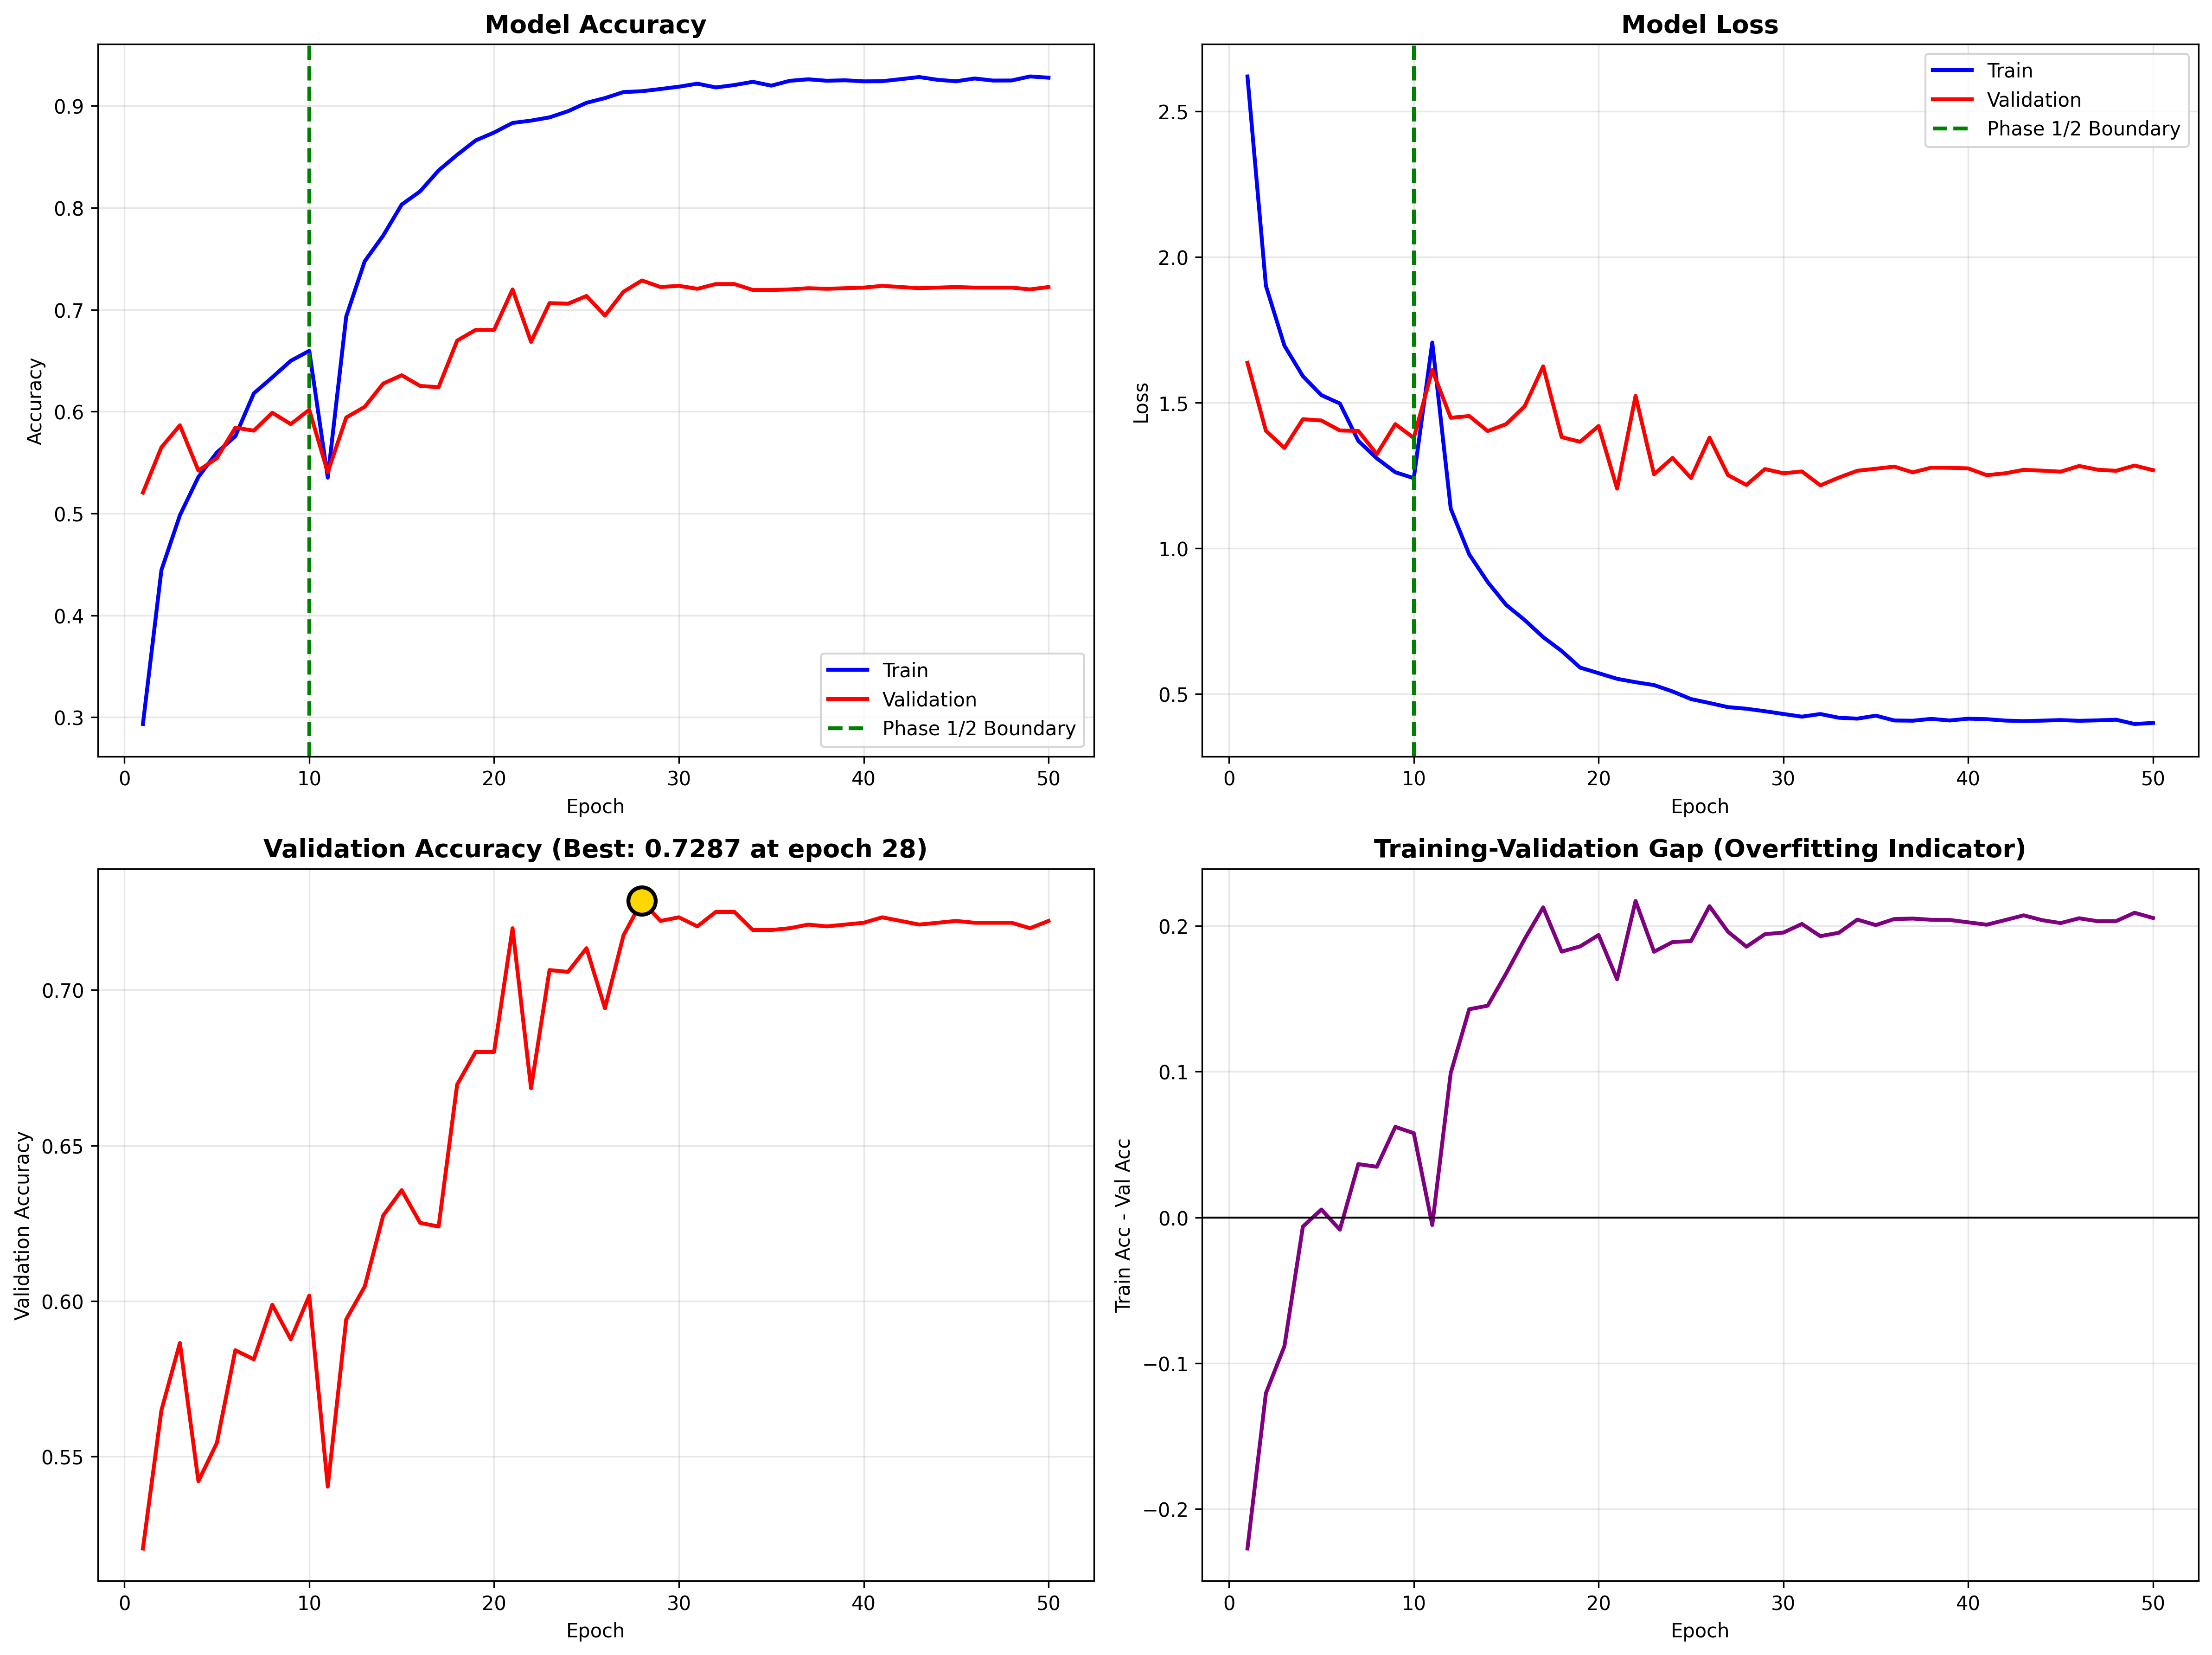 Model Accuracy
Accuracy
0.9
0.8
0.7
0.6
0.5
0.4
0.3
Train
Validation
Phase 1/2 Boundary
0 10 20 30 40 50
Epoch
Model Loss
Loss
2.5
2.0
1.5
1.0
0.5
Train
Validation
Phase 1/2 Boundary
0 10 20 30 40 50
Epoch
Validation Accuracy (Best: 0.7287 at epoch 28)
Validation Accuracy
0.70
0.65
0.60
0.55
0 10 20 30 40 50
Epoch
Training-Validation Gap (Overfitting Indicator)
Train Acc - Val Acc
0.2
0.1
0.0
−0.1
−0.2
0 10 20 30 40 50
Epoch